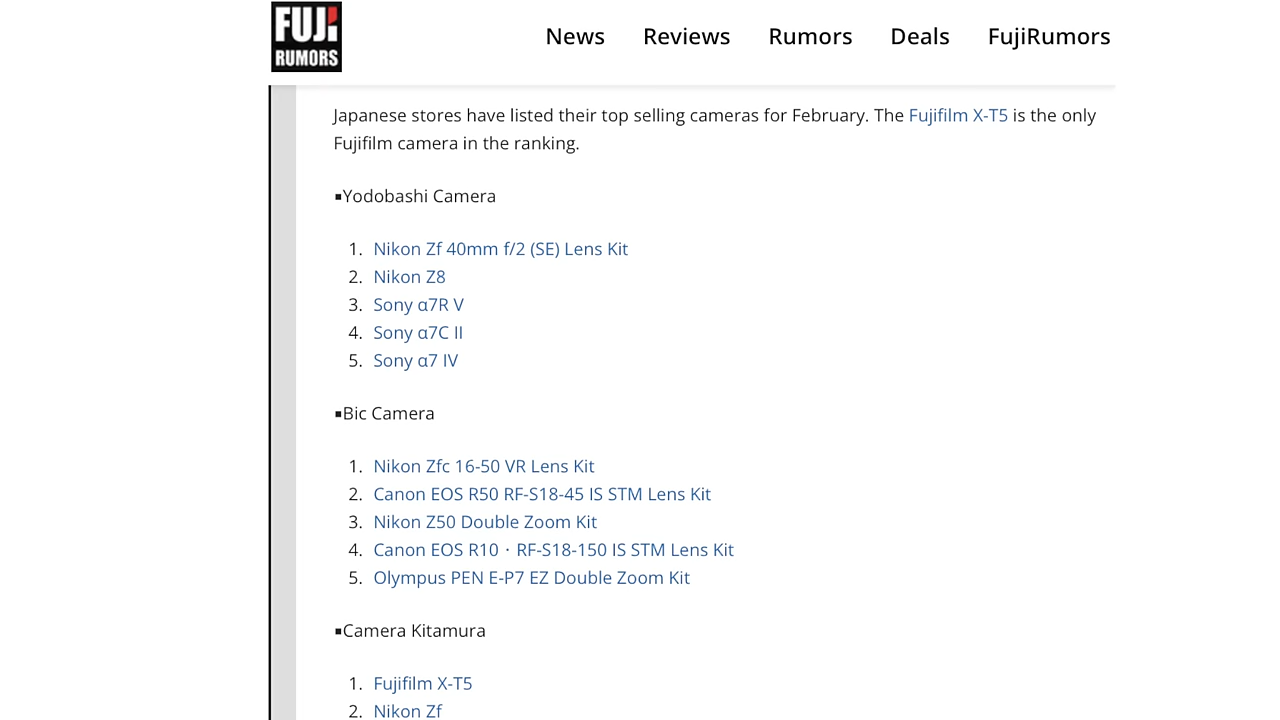 FUJi
RUMORS
News Reviews Rumors Deals FujiRumors
Japanese stores have listed their top selling cameras for February. The Fujifilm X-T5 is the only
Fujifilm camera in the ranking.
▪Yodobashi Camera
1. Nikon Zf 40mm f/2 (SE) Lens Kit
2. Nikon Z8
3. Sony α7R V
4. Sony α7C II
5. Sony α7 IV
▪Bic Camera
1. Nikon Zfc 16-50 VR Lens Kit
2. Canon EOS R50 RF-S18-45 IS STM Lens Kit
3. Nikon Z50 Double Zoom Kit
4. Canon EOS R10・RF-S18-150 IS STM Lens Kit
5. Olympus PEN E-P7 EZ Double Zoom Kit
▪Camera Kitamura
1. Fujifilm X-T5
2. Nikon Zf